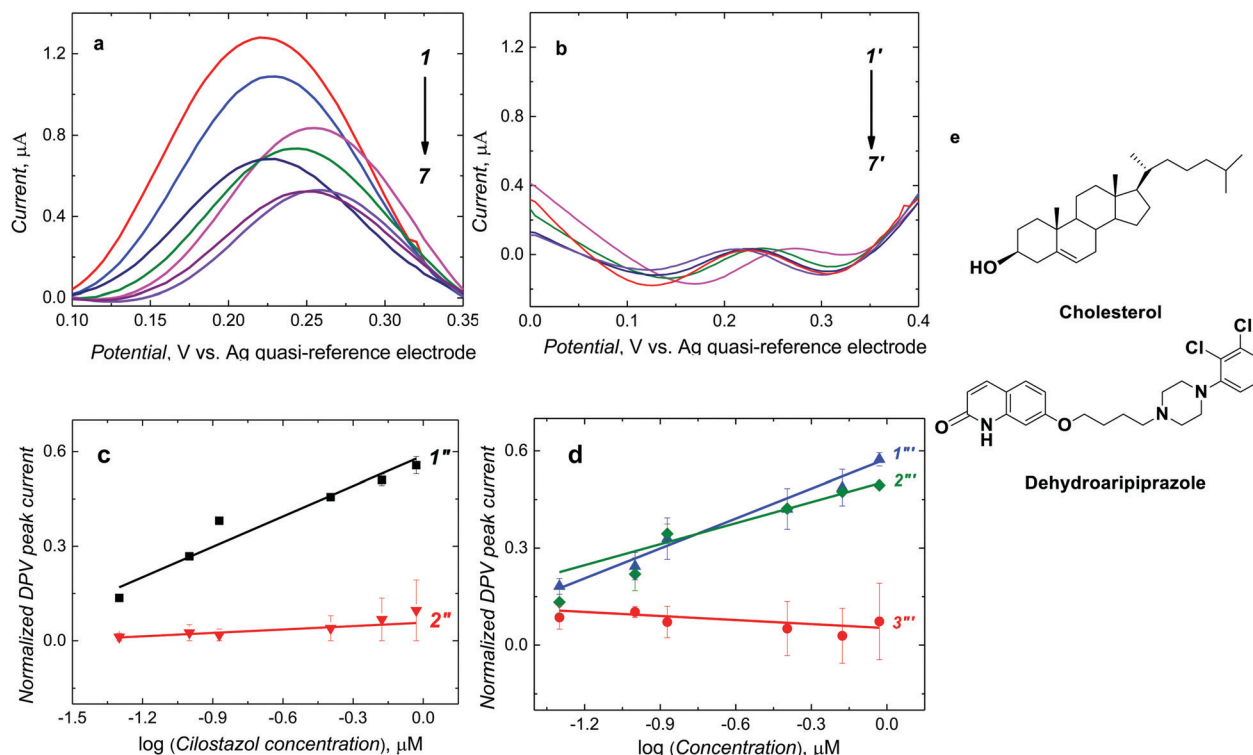 a
1
7
Current, µA
1.2
0.8
0.4
0.0
0.10
0.15
0.20
0.25
0.30
0.35
Potential, V vs. Ag quasi-reference electrode
b
1'
7'
Current, µA
1.2
0.8
0.4
0.0
0.0
0.1
0.2
0.3
0.4
Potential, V vs. Ag quasi-reference electrode
e
HO
Cholesterol
Cl
Cl
N
N
O
N
H
O
Dehydroaripiprazole
c
1"
2"
Normalized DPV peak current
0.6
0.3
0.0
-1.5
-1.2
-0.9
-0.6
-0.3
0.0
log (Cilostazol concentration), µM
d
1"'
2"'
3"'
Normalized DPV peak current
0.6
0.3
0.0
-1.2
-0.9
-0.6
-0.3
0.0
log (Concentration), µM